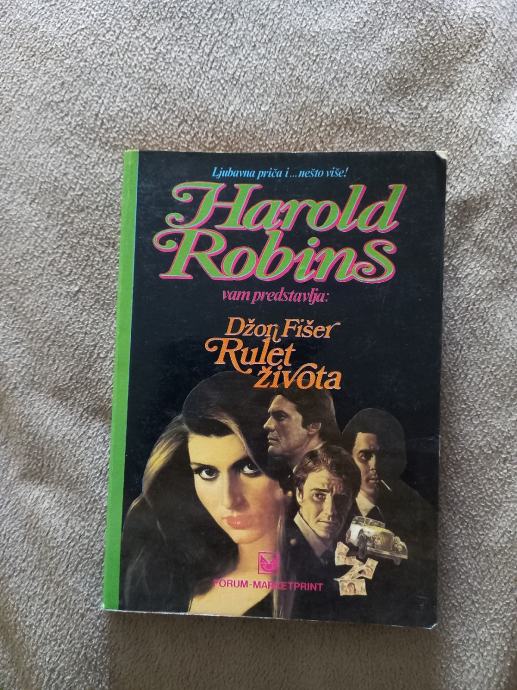 Ljubavna priča i...nešto više!
Harold
Robins
vam predstavlja:
Džon Fišer
Rulet
života
FORUM-MARKETPRINT